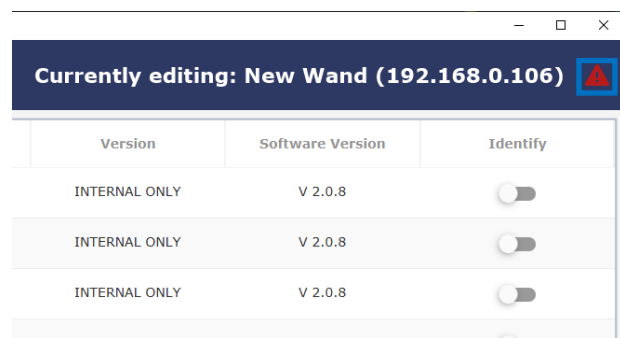 Currently editing: New Wand (192.168.0.106)
Version Software Version Identify
INTERNAL ONLY V 2.0.8
INTERNAL ONLY V 2.0.8
INTERNAL ONLY V 2.0.8